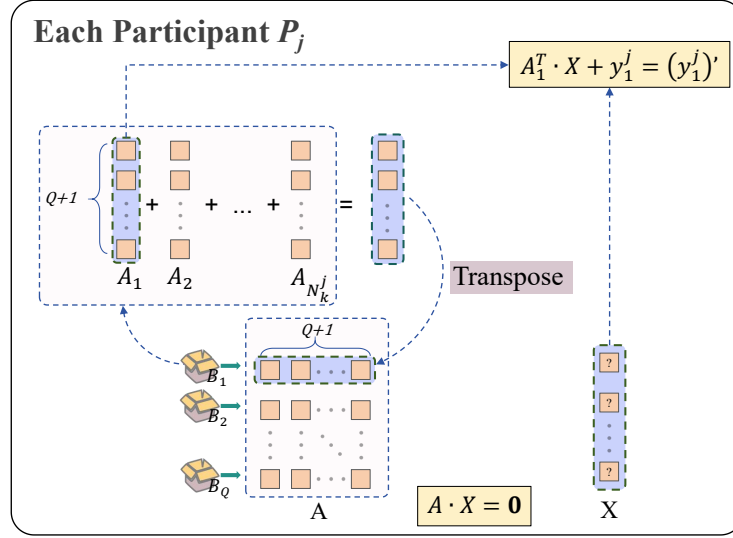 Each Participant P_j
A_1^T · X + y_1^j = (y_1^j)'
Q+1
+ + ... + =
A_1 A_2 A_{N_k^j}
Transpose
Q+1
B_1
B_2
B_Q
?
?
?
A
A · X = 0
X